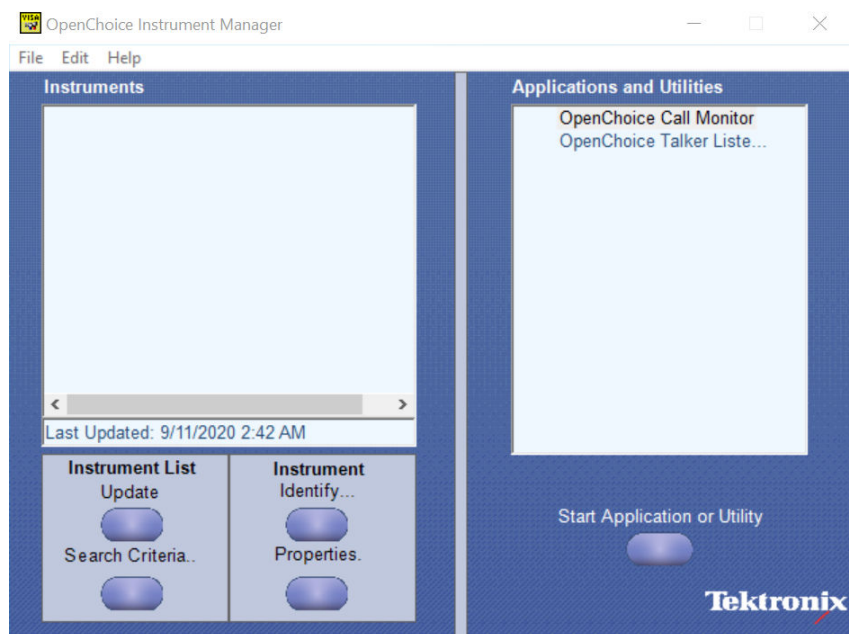 VISA
OpenChoice Instrument Manager
File Edit Help
Instruments
Last Updated: 9/11/2020 2:42 AM
Instrument List
Update
Search Criteria..
Instrument
Identify...
Properties.
Applications and Utilities
OpenChoice Call Monitor
OpenChoice Talker Liste...
Start Application or Utility
Tektronix